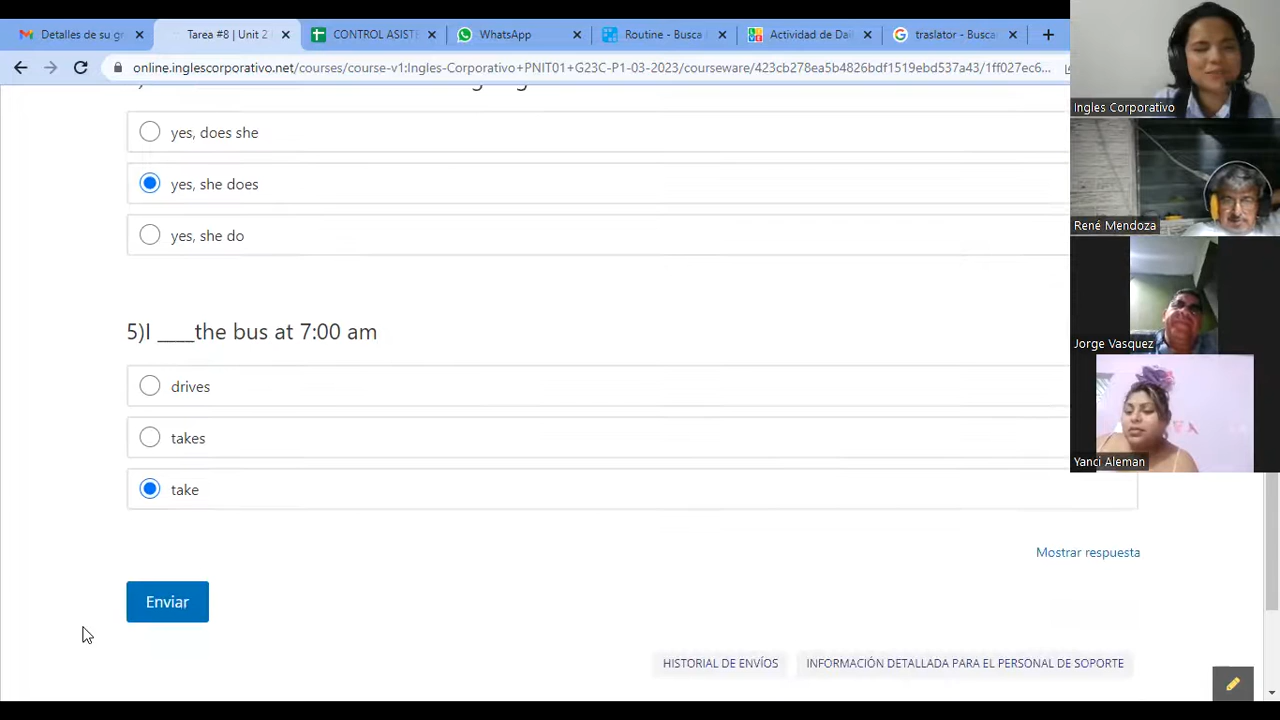 Detalles de su gr
Tarea #8 | Unit 2
CONTROL ASIST
WhatsApp
Routine - Busca
Actividad de Dai
traslator - Busca
online.inglescorporativo.net/courses/course-v1:Ingles-Corporativo+PNIT01+G23C-P1-03-2023/courseware/423cb278ea5b4826bdf1519ebd537a43/1ff027ec6...
yes, does she
yes, she does
yes, she do
5)I ____the bus at 7:00 am
drives
takes
take
Mostrar respuesta
Enviar
HISTORIAL DE ENVÍOS
INFORMACIÓN DETALLADA PARA EL PERSONAL DE SOPORTE
Ingles Corporativo
René Mendoza
Jorge Vasquez
Yanci Aleman